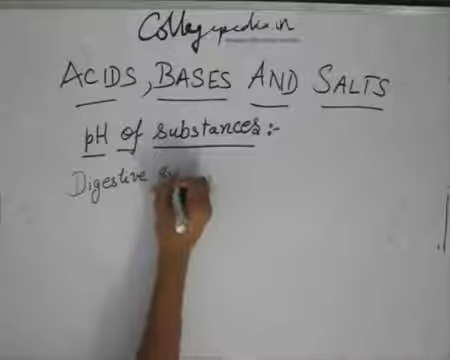 Collegepedia.in
ACIDS, BASES AND SALTS
pH of substances:-
Digestive